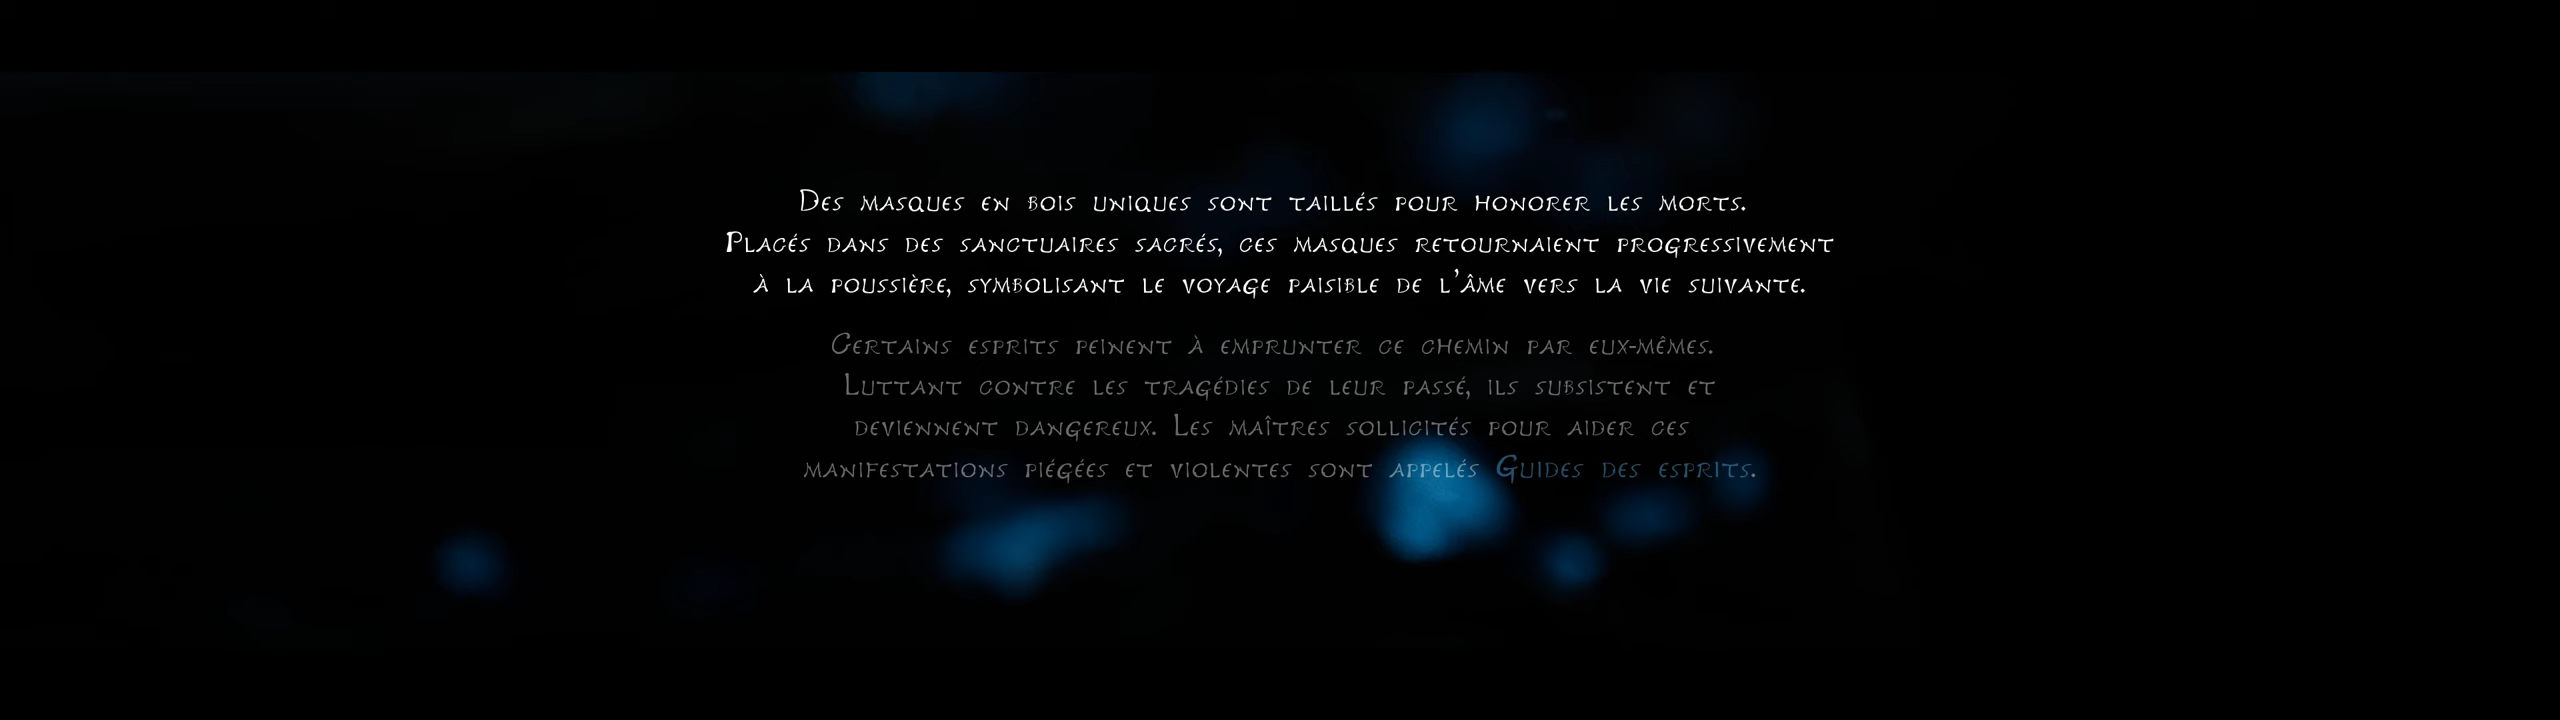 Des masques en bois uniques sont taillés pour honorer les morts.
Placés dans des sanctuaires sacrés, ces masques retournaient progressivement
à la poussière, symbolisant le voyage paisible de l'âme vers la vie suivante.
Certains esprits peinent à emprunter ce chemin par eux-mêmes.
Luttant contre les tragédies de leur passé, ils subsistent et
deviennent dangereux. Les maîtres sollicités pour aider ces
manifestations piégées et violentes sont appelés Guides des esprits.